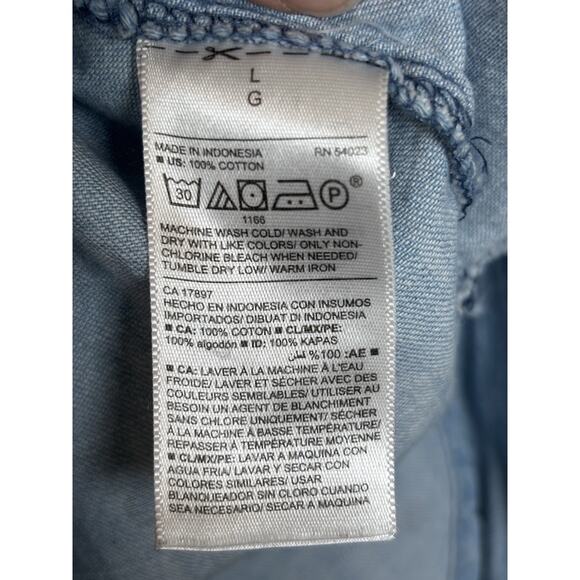 L
G
MADE IN INDONESIA RN 54023
■ US: 100% COTTON
30 P ®
1166
MACHINE WASH COLD/ WASH AND
DRY WITH LIKE COLORS/ ONLY NON-
CHLORINE BLEACH WHEN NEEDED/
TUMBLE DRY LOW/ WARM IRON
CA 17897
HECHO EN INDONESIA CON INSUMOS
IMPORTADOS/ DIBUAT DI INDONESIA
■ CA: 100% COTON ■ CL/MX/PE:
100% algodón ■ ID: 100% KAPAS
■ AE: 100% قطن
■ CA: LAVER À LA MACHINE À L'EAU
FROIDE/ LAVER ET SÉCHER AVEC DES
COULEURS SEMBLABLES/ UTILISER AU
BESOIN UN AGENT DE BLANCHIMENT
SANS CHLORE UNIQUEMENT/ SÉCHER
À LA MACHINE À BASSE TEMPÉRATURE/
REPASSER À TEMPÉRATURE MOYENNE
■ CL/MX/PE: LAVAR A MAQUINA CON
AGUA FRIA/ LAVAR Y SECAR CON
COLORES SIMILARES/ USAR
BLANQUEADOR SIN CLORO CUANDO
SEA NECESARIO/ SECAR A MAQUINA